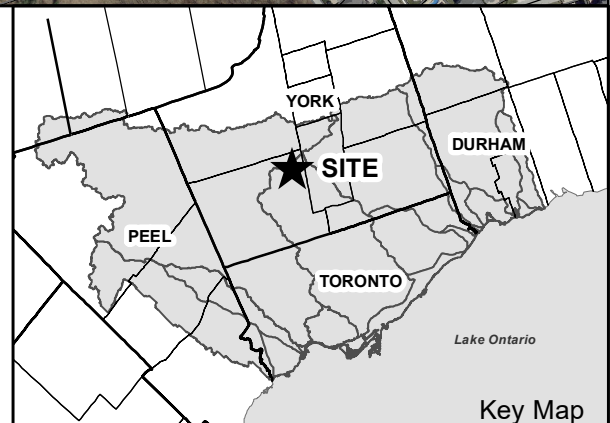 YORK
DURHAM
SITE
PEEL
TORONTO
Lake Ontario
Key Map